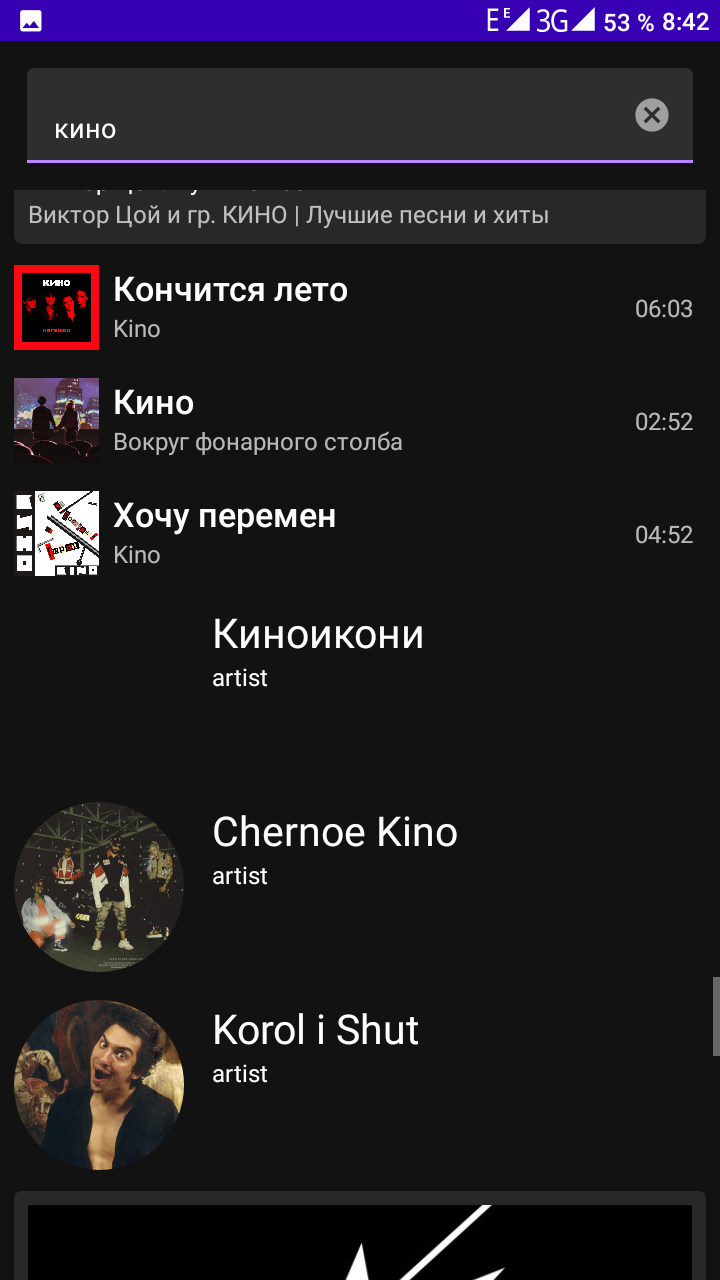 E E 3G 53 % 8:42
кино
Виктор Цой и гр. КИНО | Лучшие песни и хиты
КИНО
Кончится лето
Kino
06:03
Кино
Вокруг фонарного столба
02:52
Хочу перемен
Kino
04:52
Киноикони
artist
Chernoe Kino
artist
Korol i Shut
artist